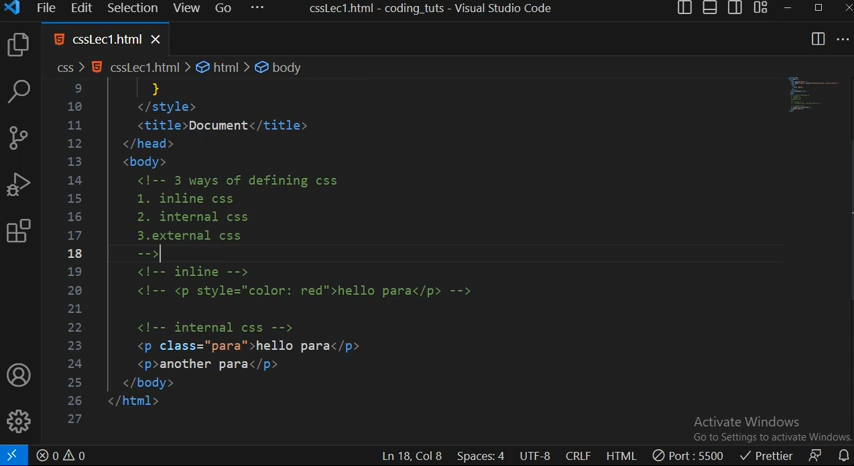 File Edit Selection View Go ··· cssLec1.html - coding_tuts - Visual Studio Code
cssLec1.html
css > cssLec1.html > html > body
9 }
10 </style>
11 <title>Document</title>
12 </head>
13 <body>
14 <!-- 3 ways of defining css
15 1. inline css
16 2. internal css
17 3.external css
18 -->
19 <!-- inline -->
20 <!-- <p style="color: red">hello para</p> -->
21
22 <!-- internal css -->
23 <p class="para">hello para</p>
24 <p>another para</p>
25 </body>
26 </html>
27
Activate Windows
Go to Settings to activate Windows.
0 0 Ln 18, Col 8 Spaces: 4 UTF-8 CRLF HTML Port : 5500 Prettier